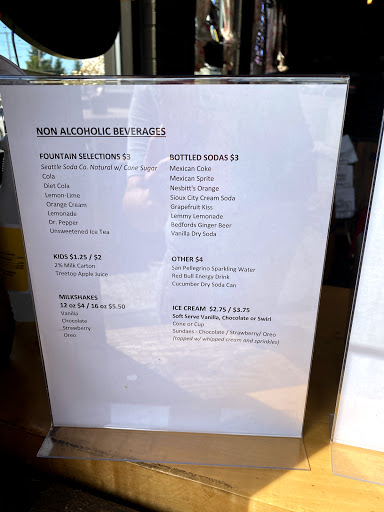 NON ALCOHOLIC BEVERAGES
FOUNTAIN SELECTIONS $3
Seattle Soda Co. Natural w/ Cane Sugar
Cola
Diet Cola
Lemon-Lime
Orange Cream
Lemonade
Dr. Pepper
Unsweetened Ice Tea
KIDS $1.25 / $2
2% Milk Carton
Treetop Apple Juice
MILKSHAKES
12 oz $4 / 16 oz $5.50
Vanilla
Chocolate
Strawberry
Oreo
BOTTLED SODAS $3
Mexican Coke
Mexican Sprite
Nesbitt's Orange
Sioux City Cream Soda
Grapefruit Kiss
Lemmy Lemonade
Bedfords Ginger Beer
Vanilla Dry Soda
OTHER $4
San Pellegrino Sparkling Water
Red Bull Energy Drink
Cucumber Dry Soda Can
ICE CREAM $2.75 / $3.75
Soft Serve Vanilla, Chocolate or Swirl
Cone or Cup
Sundaes - Chocolate / Strawberry/ Oreo
(topped w/ whipped cream and sprinkles)